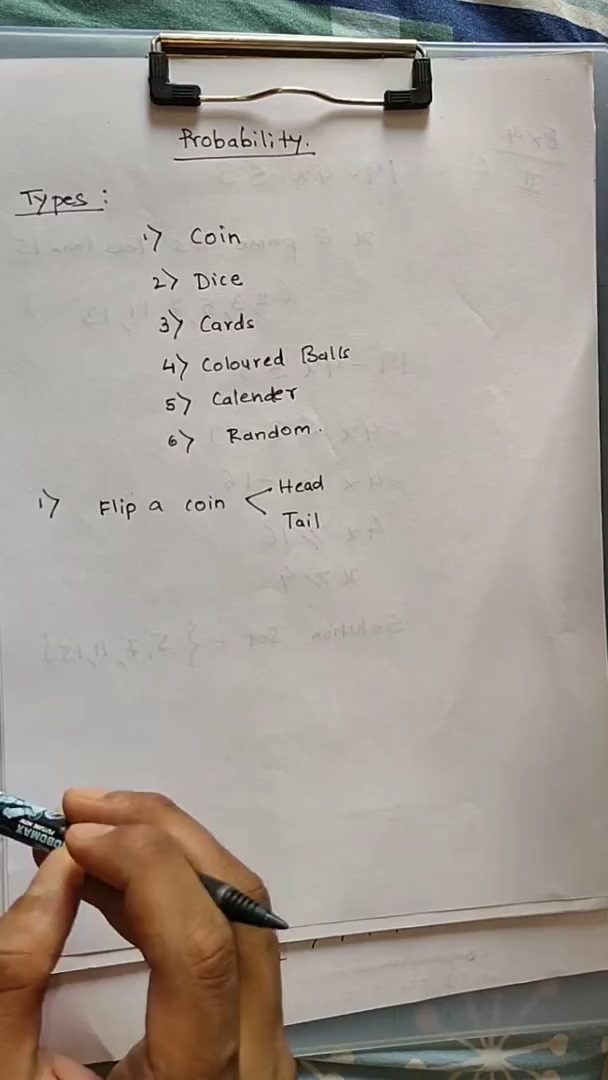 Probability.
Types :
1) Coin
2) Dice
3) Cards
4) Coloured Balls
5) Calender
6) Random.
1) Flip a coin < Head
Tail